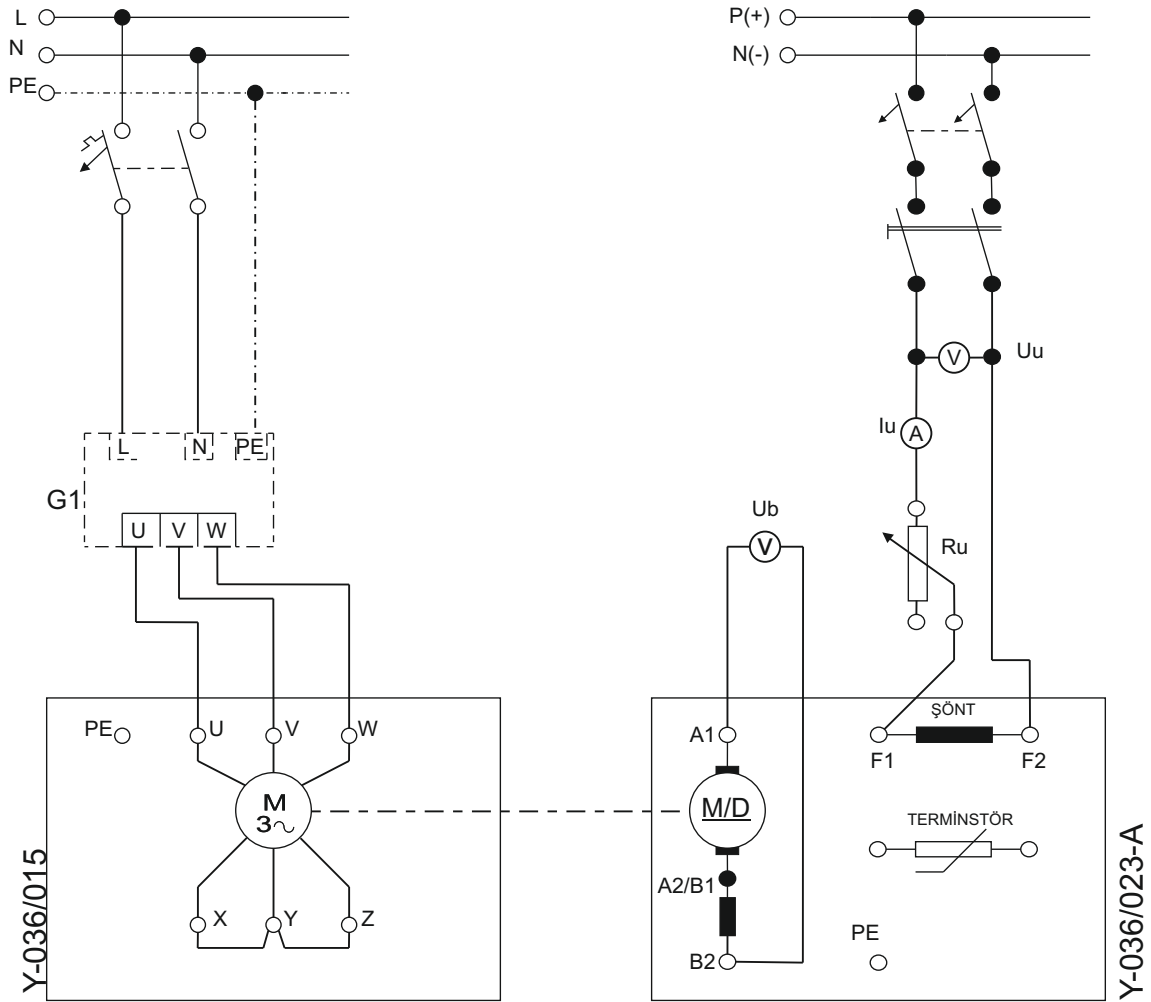 L
N
PE
P(+)
N(-)
V
Uu
Iu
A
L
N
PE
G1
U
V
W
Ub
V
Ru
PE
U
V
W
M
3~
X
Y
Z
Y-036/015
A1
M/D
A2/B1
B2
ŞÖNT
F1
F2
TERMİNSTÖR
PE
Y-036/023-A